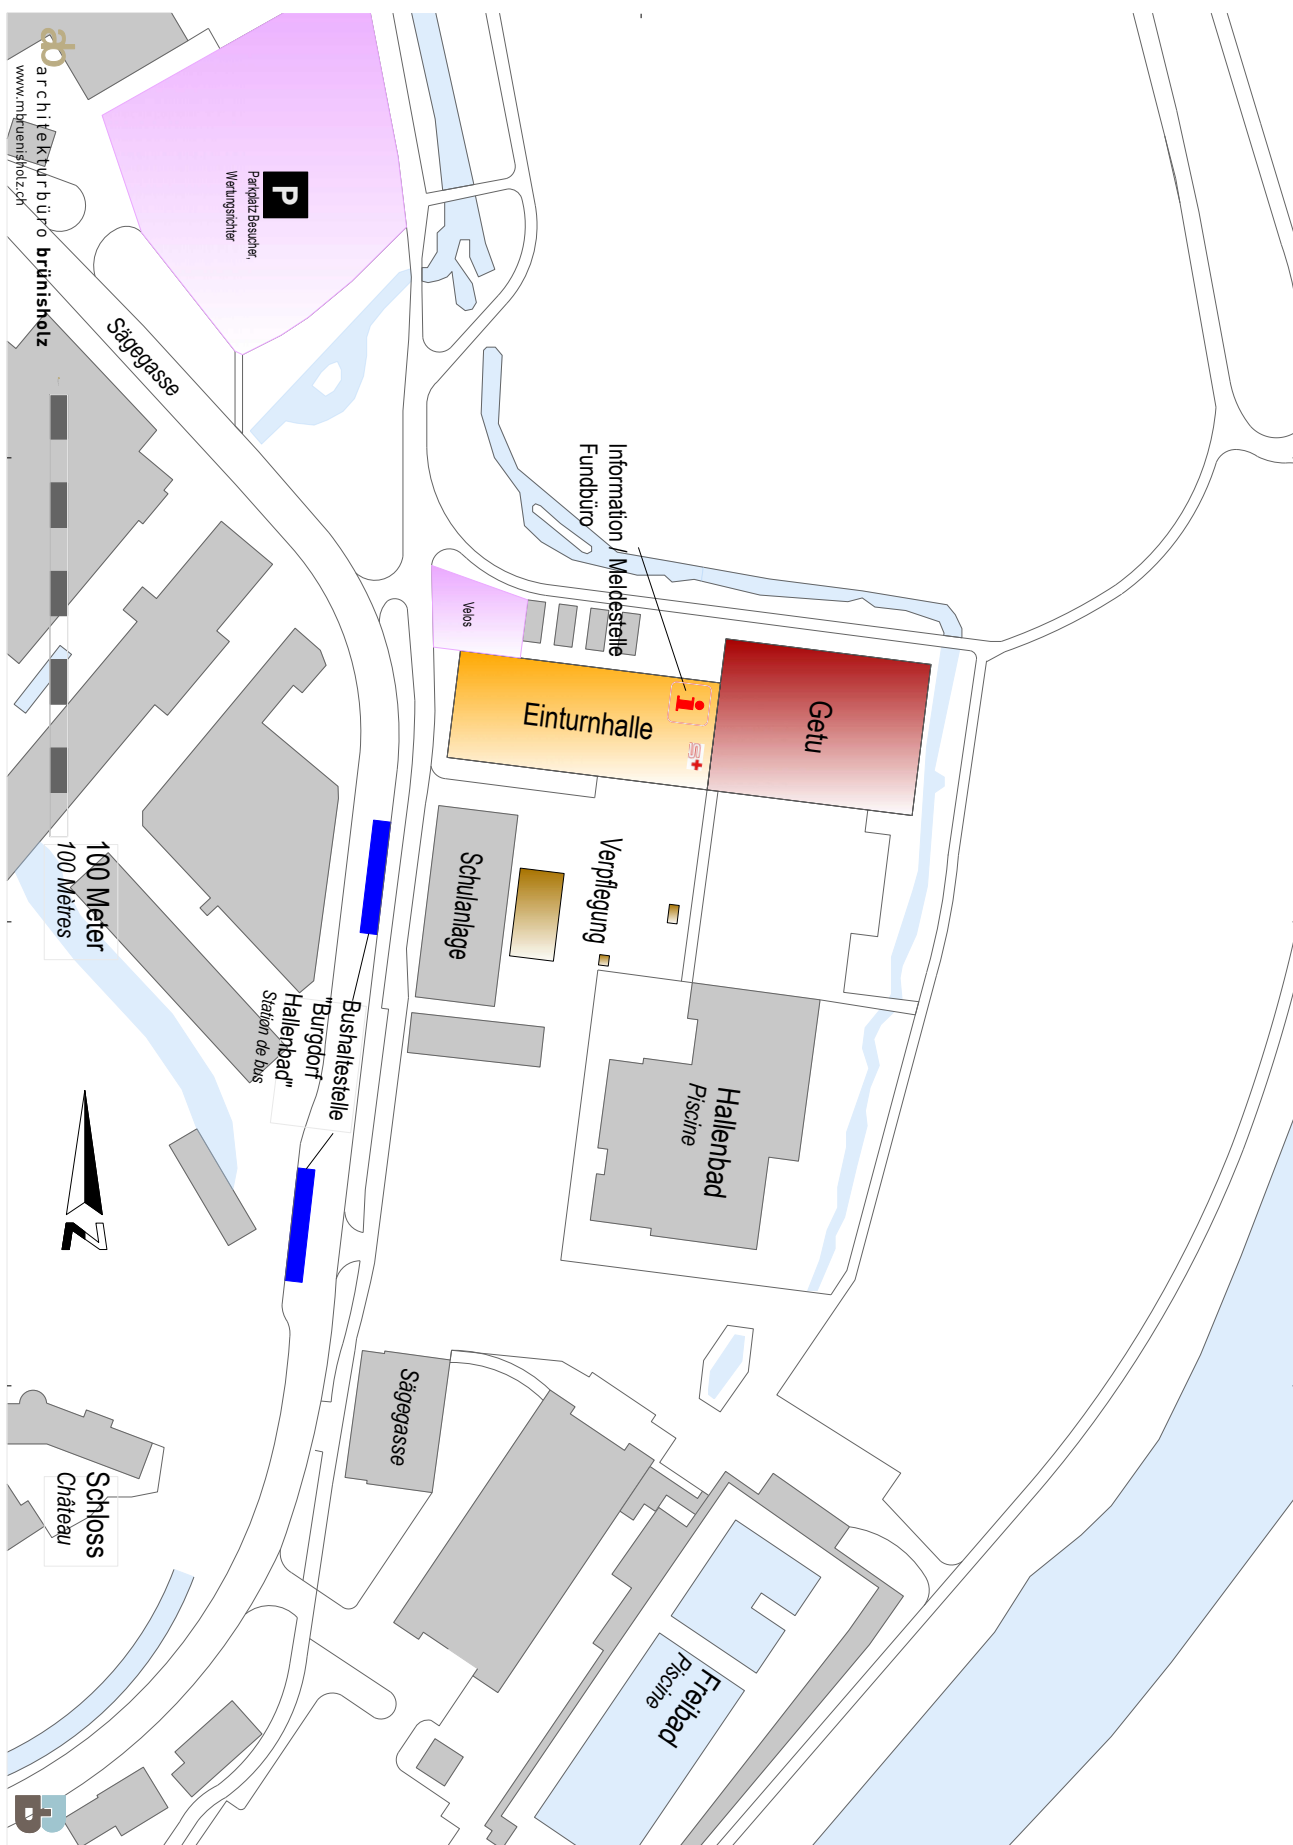 ab
architekturbüro brünisholz
www.mbruenisholz.ch
P
Parkplatz Besucher,
Wertungsrichter
Sägegasse
Information / Meldestelle
Fundbüro
Velos
Einturnhalle
i
Getu
Schulanlage
Verpflegung
100 Meter
100 Mètres
Bushaltestelle
"Burgdorf
Hallenbad"
Station de bus
Hallenbad
Piscine
N
Sägegasse
Schloss
Château
Freibad
Piscine